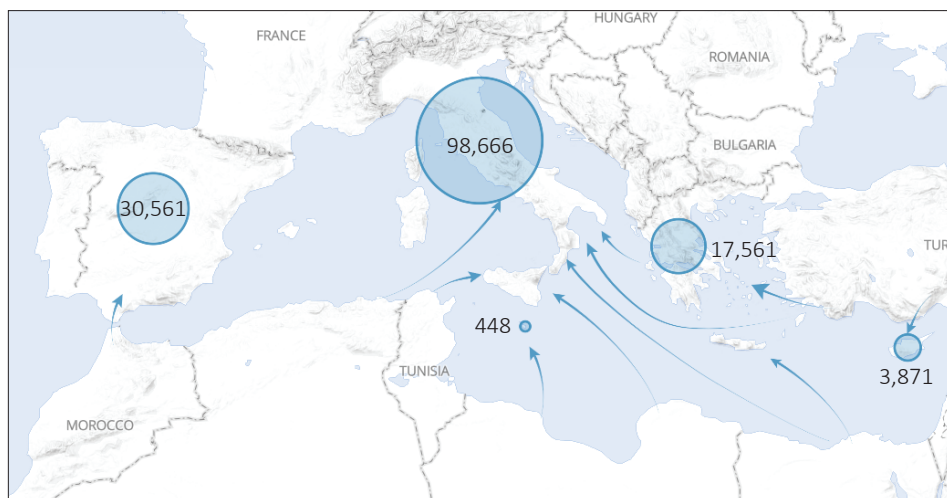 HUNGARY
FRANCE
ROMANIA
98,666
BULGARIA
30,561
17,561
TUR
448
TUNISIA
3,871
MOROCCO